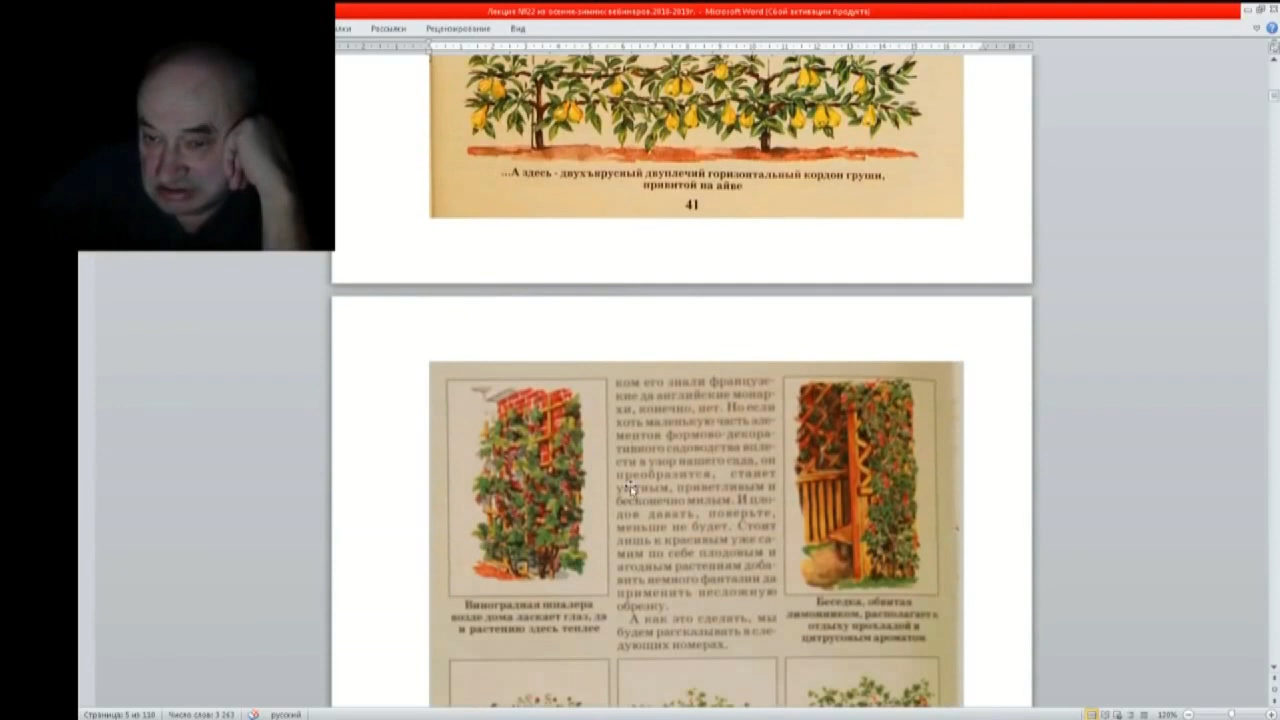 Лекция №22 из осенне-зимних вебинаров.2018-2019г. - Microsoft Word (Сбой активации продукта)
лки Рассылки Рецензирование Вид
...А здесь - двухъярусный двуплечий горизонтальный кордон груши,
привитой на айве
41
ком его знали французс-
кие да английские монар-
хи, конечно, нет. Но если
хоть маленькую часть эле-
ментов формово-декора-
тивного садоводства впле-
сти в узор нашего сада, он
преобразится, станет
уютным, приветливым и
бесконечно милым. И пло-
дов давать, поверьте,
меньше не будет. Стоит
лишь к красивым уже са-
мим по себе плодовым и
ягодным растениям доба-
вить немного фантазии да
применить несложную
обрезку.
А как это сделать, мы
будем рассказывать в сле-
дующих номерах.
Виноградная шпалера
возле дома ласкает глаз, да
и растению здесь теплее
Беседка, обвитая
лимонником, располагает к
отдыху прохладой и
цитрусовым ароматом
Страница: 5 из 118 Число слов: 3 263 русский 120%